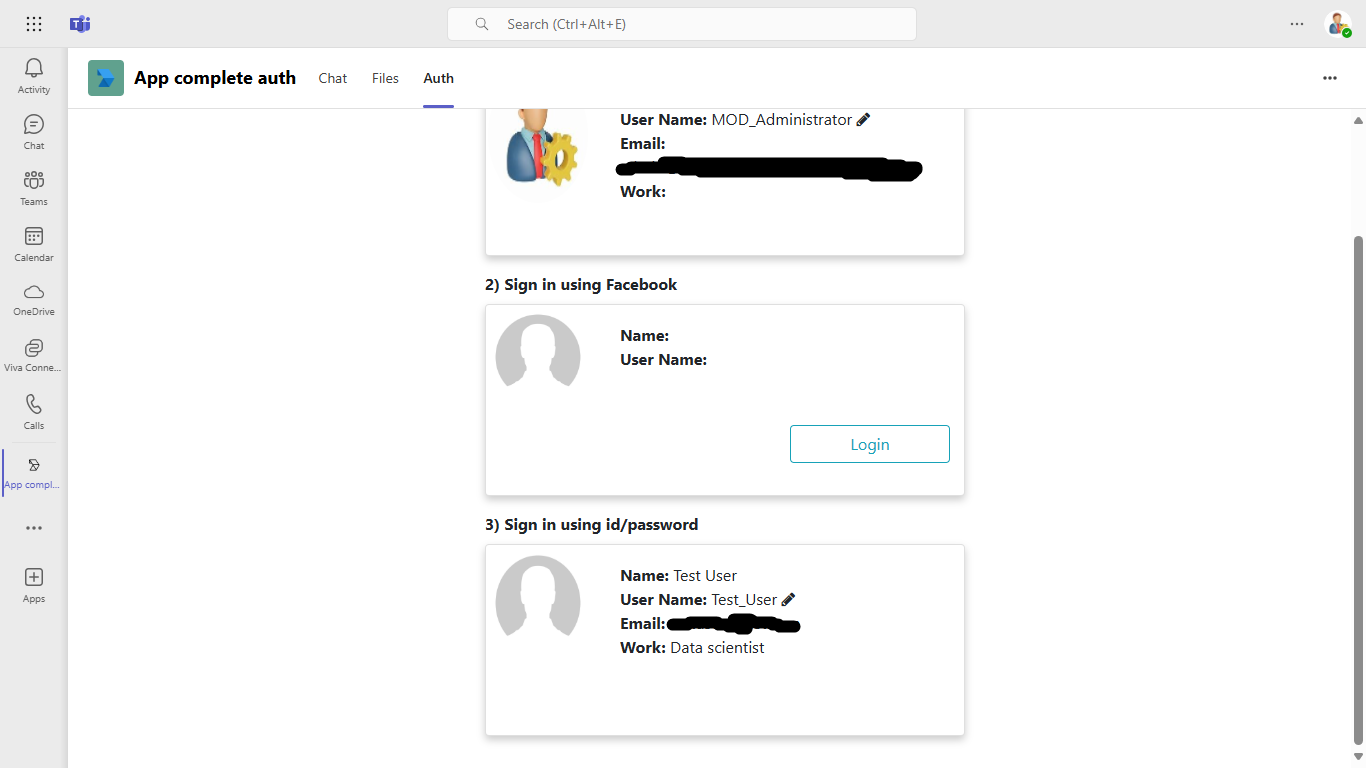 Search (Ctrl+Alt+E)
Activity
Chat
Teams
Calendar
OneDrive
Viva Conne...
Calls
App compl...
Apps
App complete auth
Chat
Files
Auth
User Name: MOD_Administrator
Email:
Work:
2) Sign in using Facebook
Name:
User Name:
Login
3) Sign in using id/password
Name: Test User
User Name: Test_User
Email:
Work: Data scientist